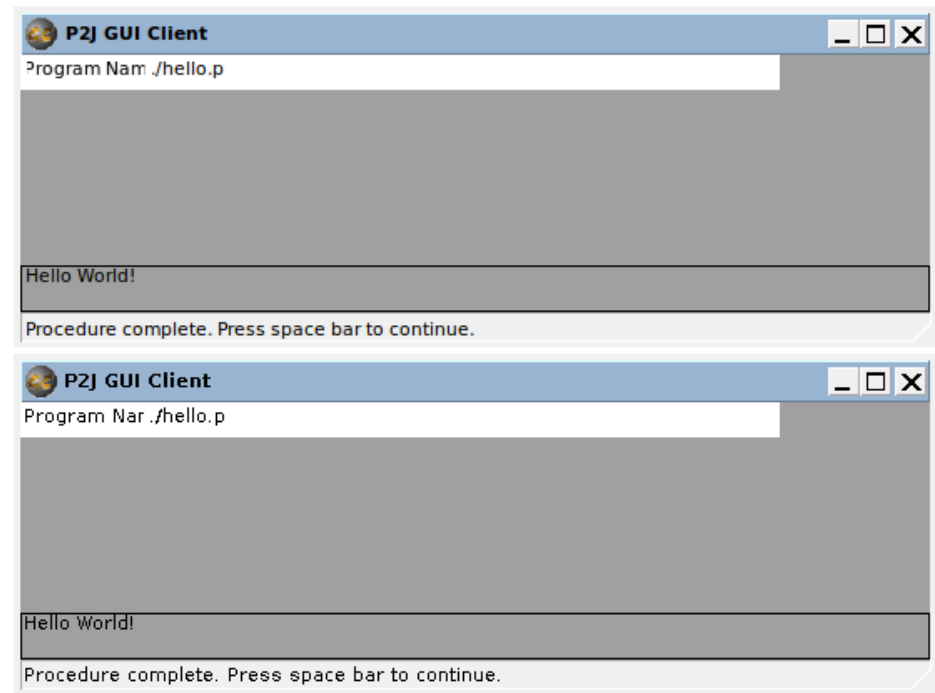 P2J GUI Client
Program Nam ./hello.p
Hello World!
Procedure complete. Press space bar to continue.
P2J GUI Client
Program Nar ./hello.p
Hello World!
Procedure complete. Press space bar to continue.